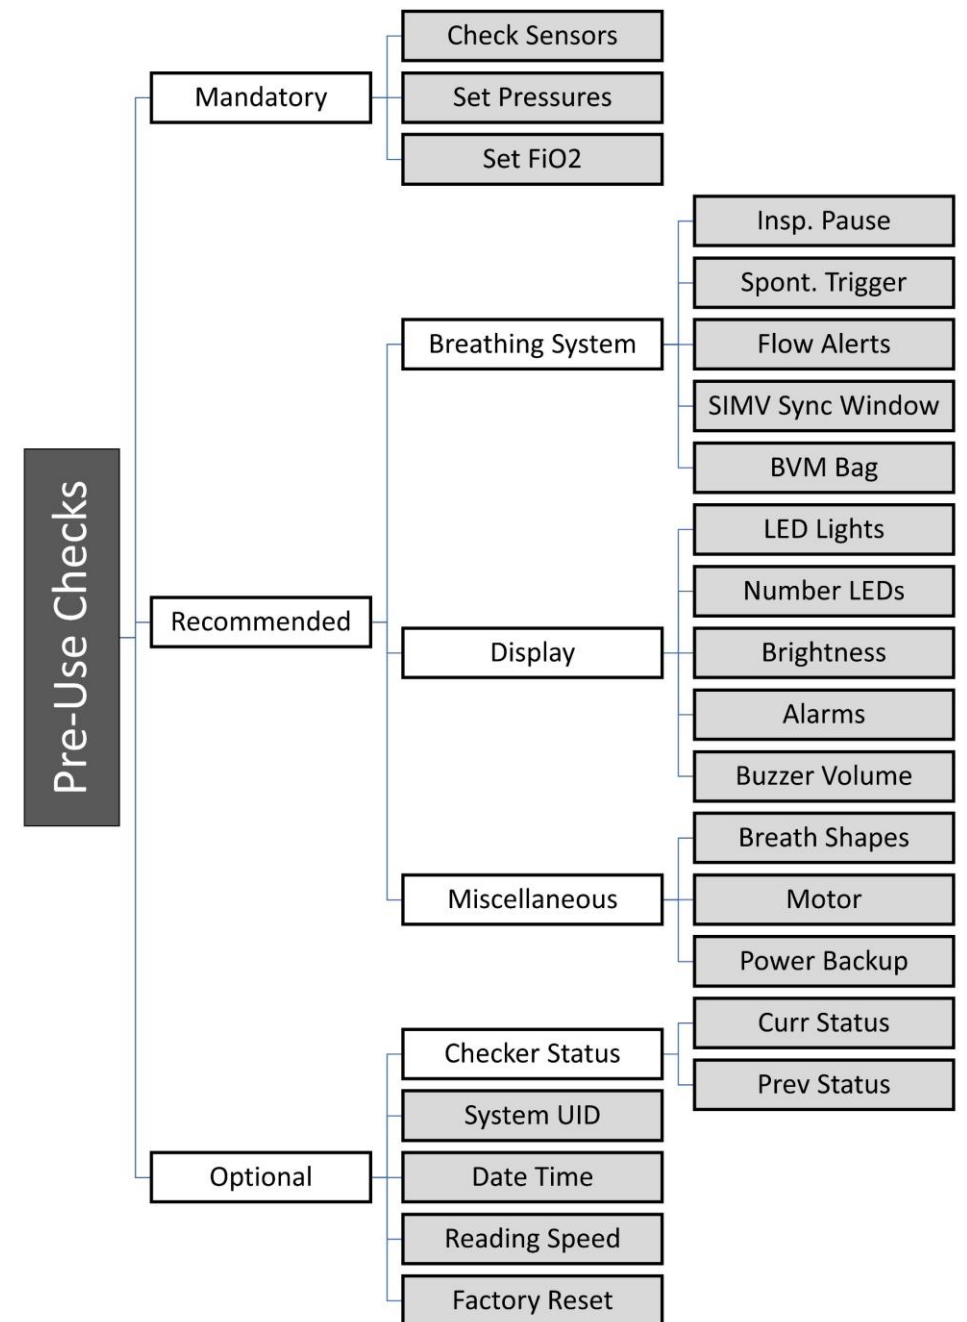 Pre-Use Checks
Mandatory
Check Sensors
Set Pressures
Set FiO2
Recommended
Breathing System
Insp. Pause
Spont. Trigger
Flow Alerts
SIMV Sync Window
BVM Bag
Display
LED Lights
Number LEDs
Brightness
Alarms
Buzzer Volume
Miscellaneous
Breath Shapes
Motor
Power Backup
Optional
Checker Status
Curr Status
Prev Status
System UID
Date Time
Reading Speed
Factory Reset